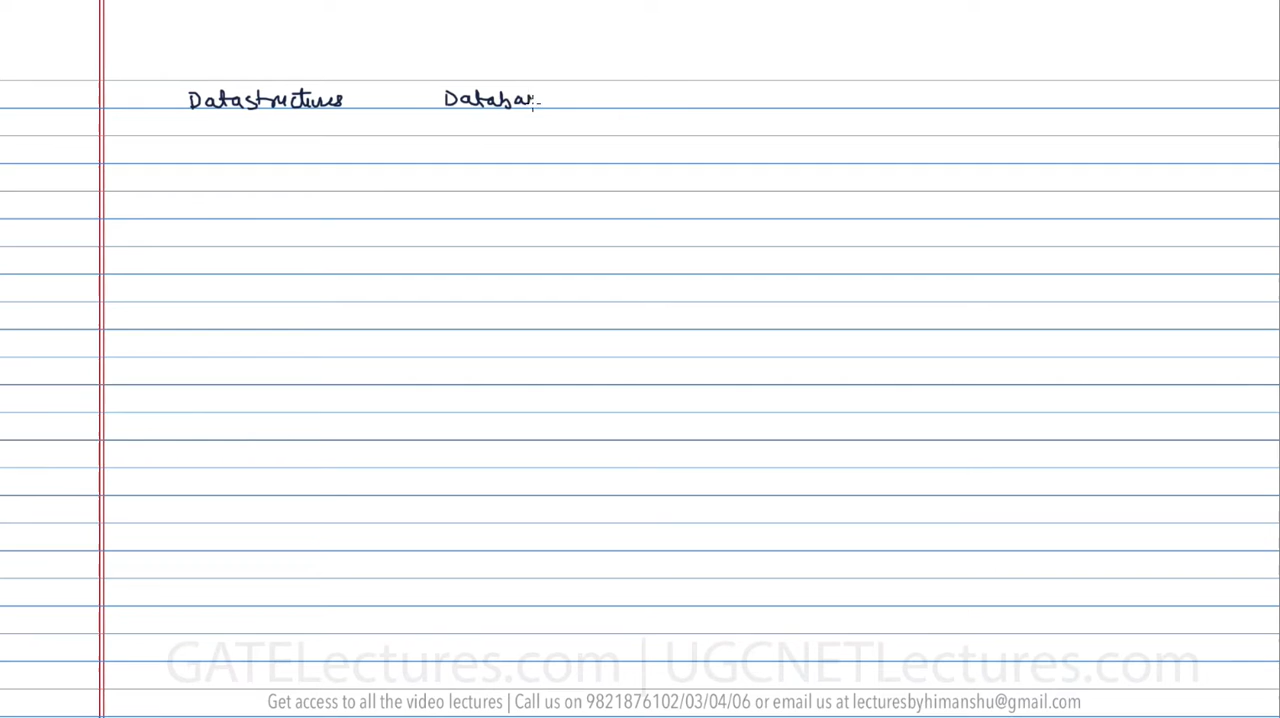 Datastructures Databas
GATELectures.com | UGCNETLectures.com
Get access to all the video lectures | Call us on 9821876102/03/04/06 or email us at lecturesbyhimanshu@gmail.com